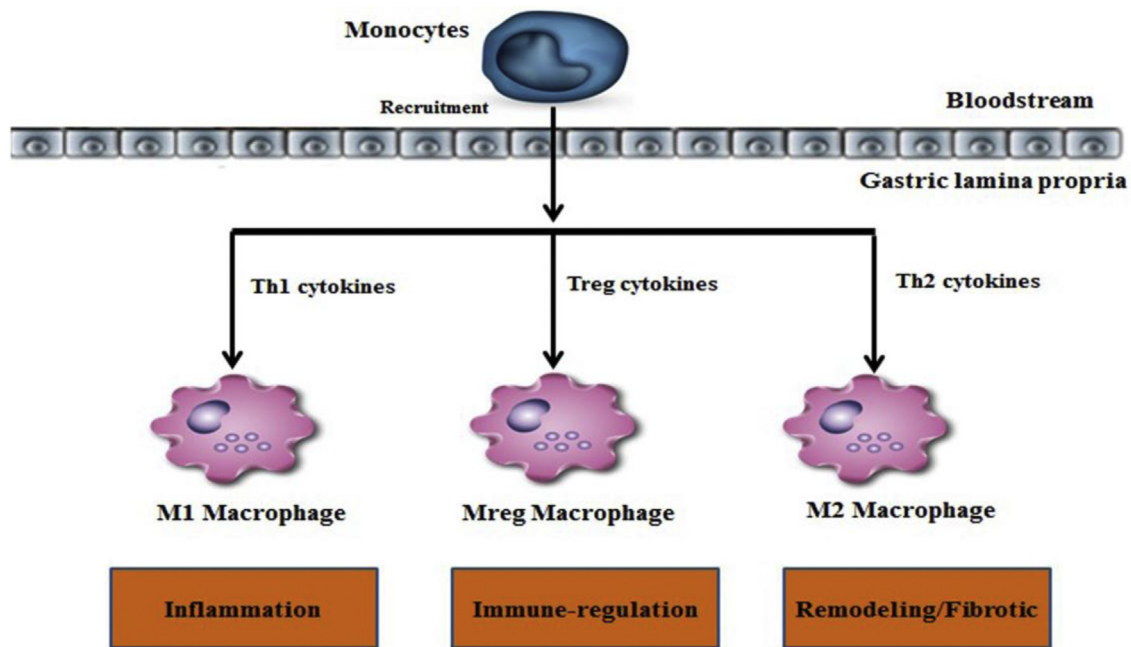 Monocytes
Recruitment
Bloodstream
Gastric lamina propria
Th1 cytokines
Treg cytokines
Th2 cytokines
M1 Macrophage
Mreg Macrophage
M2 Macrophage
Inflammation
Immune-regulation
Remodeling/Fibrotic